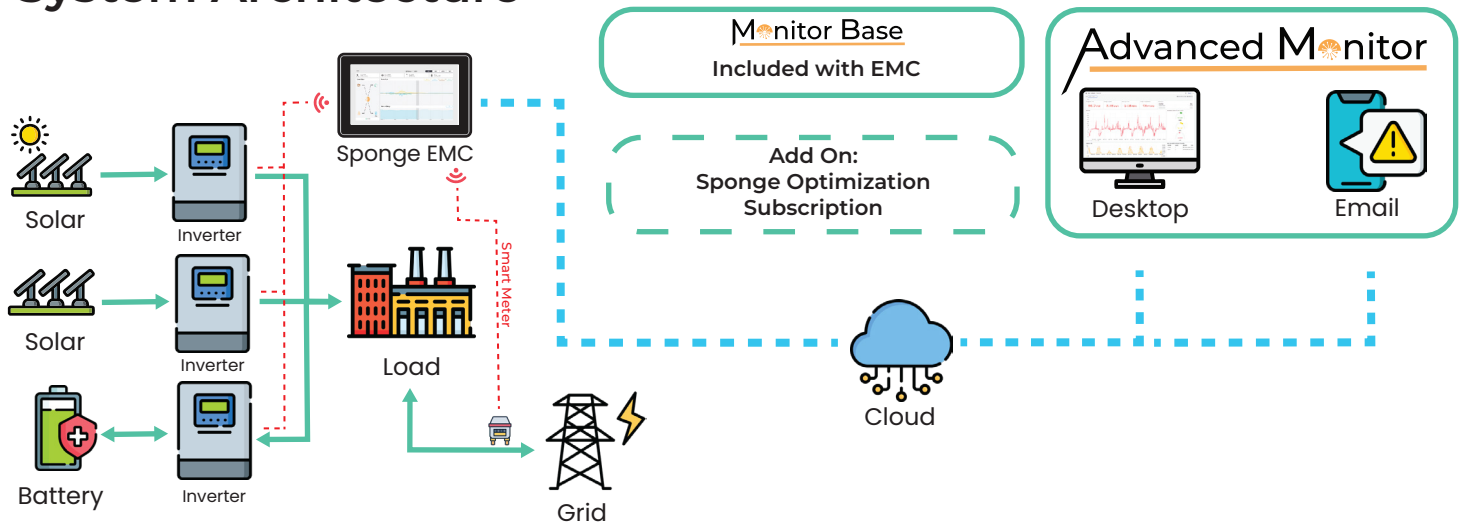 System Architecture
Monitor Base
Included with EMC
Advanced Monitor
Sponge EMC
Add On:
Sponge Optimization
Subscription
Desktop
Email
Solar
Inverter
Smart Meter
Solar
Inverter
Load
Cloud
Battery
Inverter
Grid